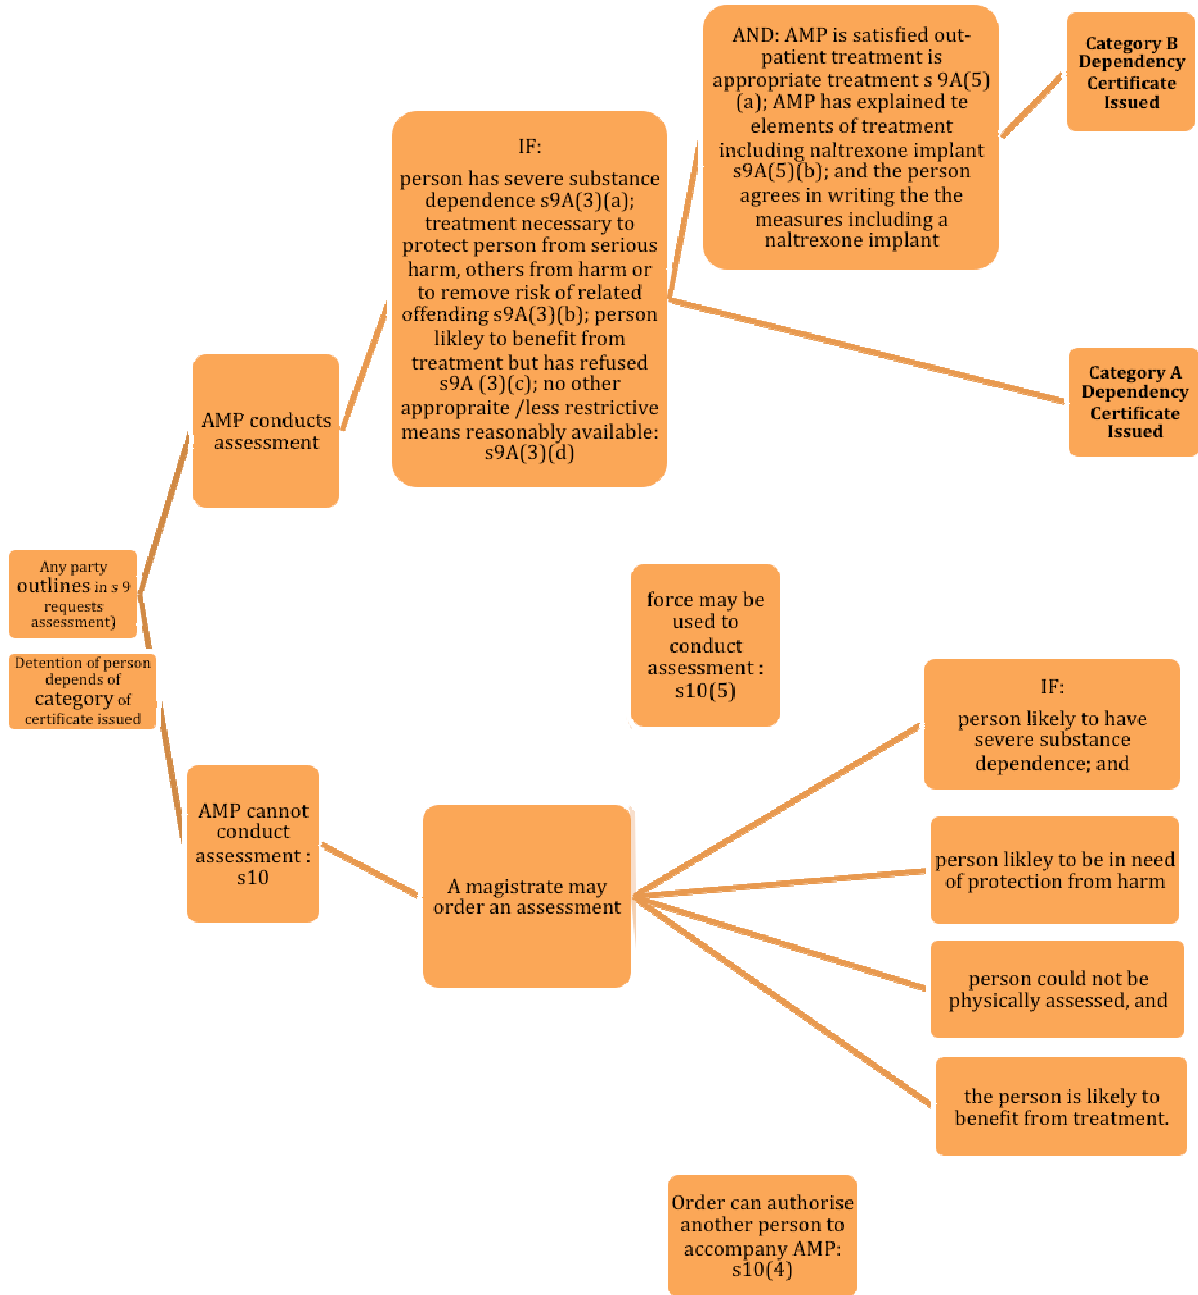 Any party
outlines in s 9
requests
assessment)
Detention of person
depends of
category of
certificate issued
AMP conducts
assessment
IF:
person has severe substance
dependence s9A(3)(a);
treatment necessary to
protect person from serious
harm, others from harm or
to remove risk of related
offending s9A(3)(b); person
likley to benefit from
treatment but has refused
s9A (3)(c); no other
appropraite /less restrictive
means reasonably available:
s9A(3)(d)
AND: AMP is satisfied out-
patient treatment is
appropriate treatment s 9A(5)
(a); AMP has explained te
elements of treatment
including naltrexone implant
s9A(5)(b); and the person
agrees in writing the the
measures including a
naltrexone implant
Category B
Dependency
Certificate
Issued
Category A
Dependency
Certificate
Issued
AMP cannot
conduct
assessment :
s10
A magistrate may
order an assessment
force may be
used to
conduct
assessment :
s10(5)
IF:
person likely to have
severe substance
dependence; and
person likley to be in need
of protection from harm
person could not be
physically assessed, and
the person is likely to
benefit from treatment.
Order can authorise
another person to
accompany AMP:
s10(4)